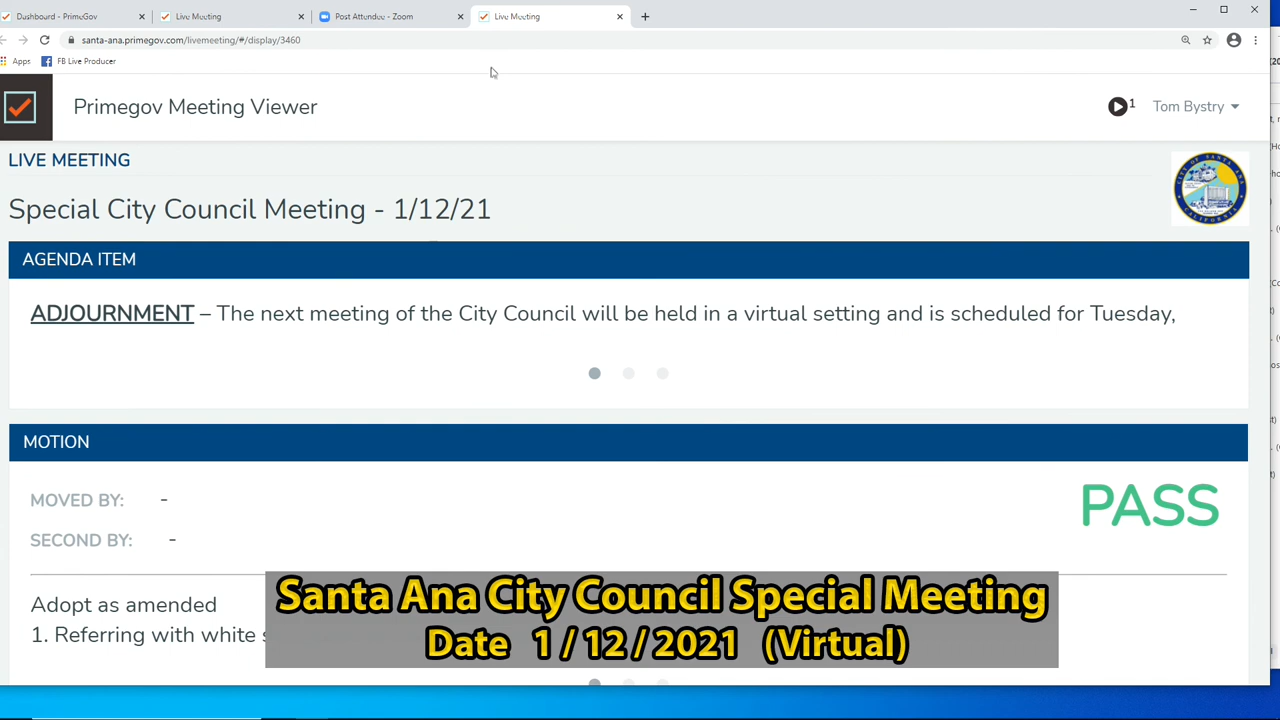 Dashboard - PrimeGov
Live Meeting
Post Attendee - Zoom
Live Meeting
santa-ana.primegov.com/livemeeting/#/display/3460
Apps
FB Live Producer
Primegov Meeting Viewer
1
Tom Bystry
LIVE MEETING
Special City Council Meeting - 1/12/21
AGENDA ITEM
ADJOURNMENT – The next meeting of the City Council will be held in a virtual setting and is scheduled for Tuesday,
MOTION
MOVED BY: -
PASS
SECOND BY: -
Adopt as amended
1. Referring with white
Santa Ana City Council Special Meeting
Date 1 / 12 / 2021 (Virtual)